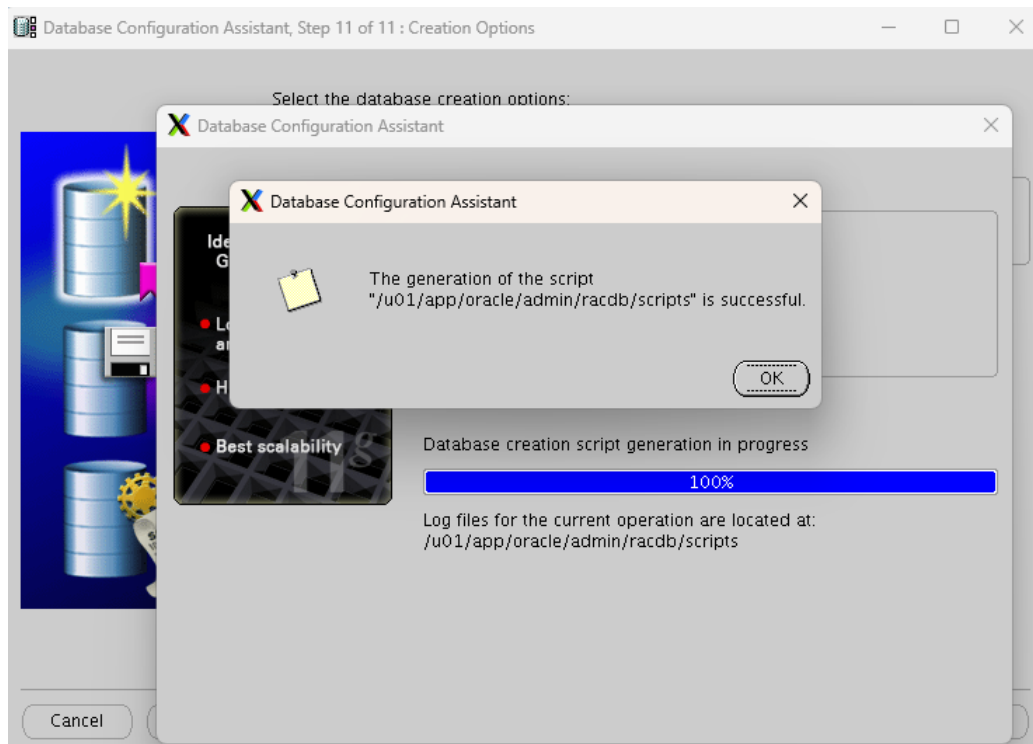 Database Configuration Assistant, Step 11 of 11 : Creation Options
Select the database creation options:
Database Configuration Assistant
Database Configuration Assistant
The generation of the script
"/u01/app/oracle/admin/racdb/scripts" is successful.
OK
Best scalability
Database creation script generation in progress
100%
Log files for the current operation are located at:
/u01/app/oracle/admin/racdb/scripts
Cancel